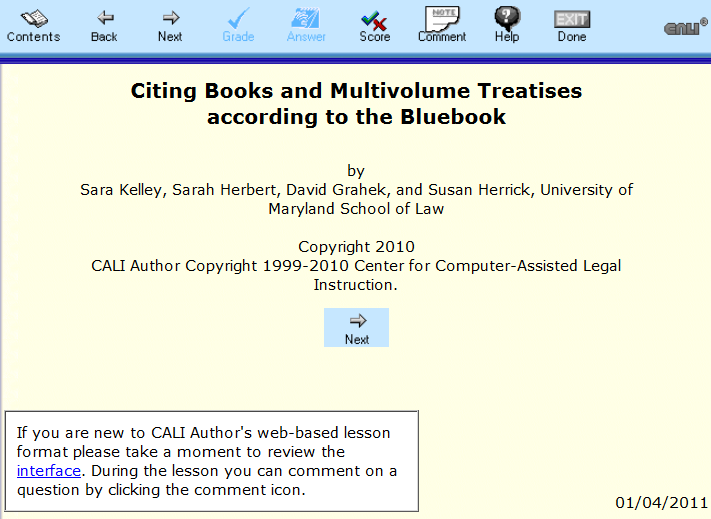 Contents Back Next Grade Answer Score NOTE Comment ? Help EXIT Done CALI®
Citing Books and Multivolume Treatises
according to the Bluebook
by
Sara Kelley, Sarah Herbert, David Grahek, and Susan Herrick, University of
Maryland School of Law
Copyright 2010
CALI Author Copyright 1999-2010 Center for Computer-Assisted Legal
Instruction.
Next
If you are new to CALI Author's web-based lesson
format please take a moment to review the
interface. During the lesson you can comment on a
question by clicking the comment icon.
01/04/2011